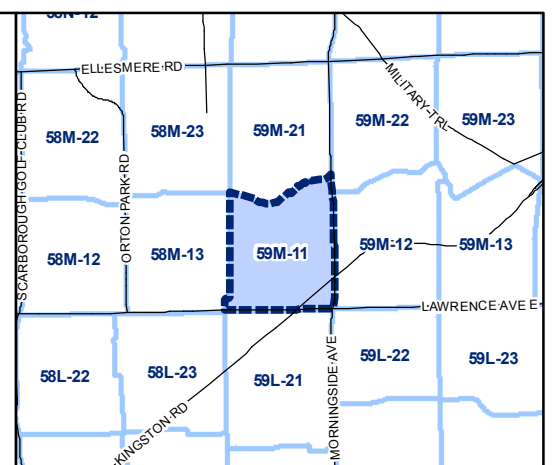 58N-12
ELLESMERE RD
MILITARY TRL
58M-22
58M-23
59M-21
59M-22
59M-23
SCARBOROUGH GOLF CLUB RD
ORTON PARK RD
58M-12
58M-13
59M-11
59M-12
59M-13
LAWRENCE AVE E
58L-22
58L-23
59L-21
59L-22
59L-23
KINGSTON RD
MORNINGSIDE AVE